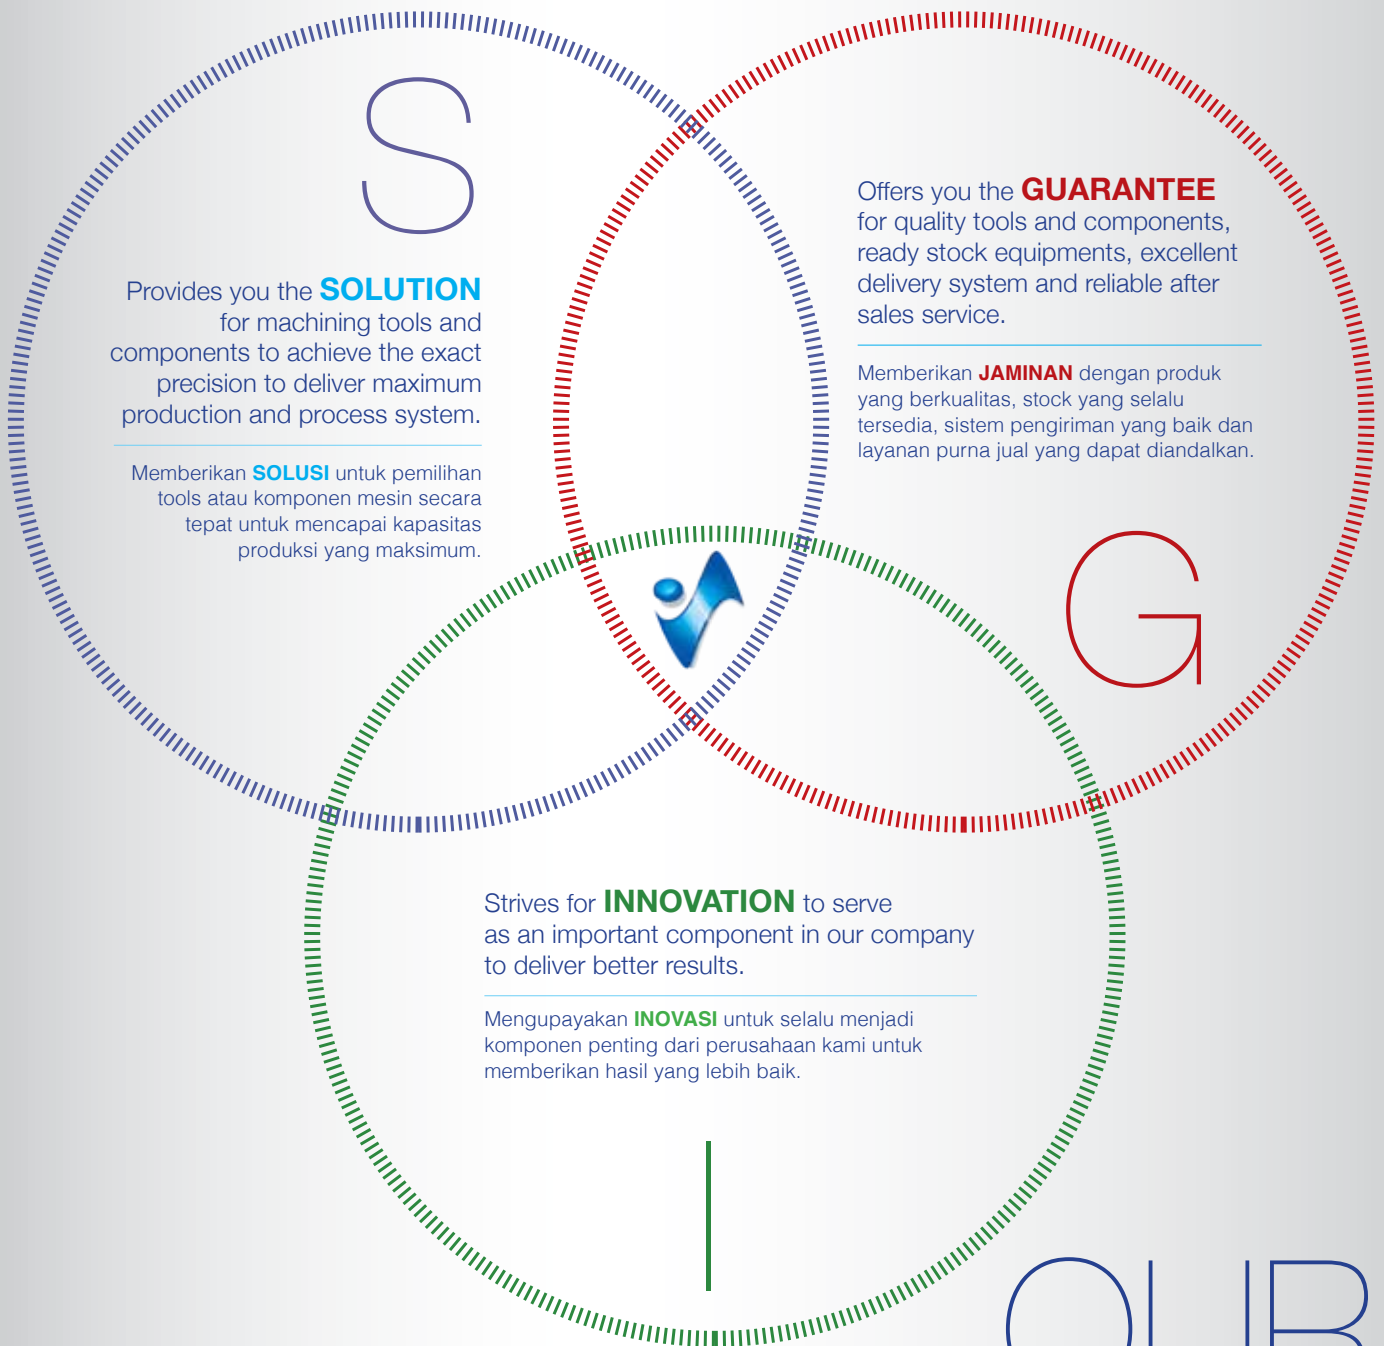 S
Provides you the SOLUTION
for machining tools and
components to achieve the exact
precision to deliver maximum
production and process system.
Memberikan SOLUSI untuk pemilihan
tools atau komponen mesin secara
tepat untuk mencapai kapasitas
produksi yang maksimum.
Offers you the GUARANTEE
for quality tools and components,
ready stock equipments, excellent
delivery system and reliable after
sales service.
Memberikan JAMINAN dengan produk
yang berkualitas, stock yang selalu
tersedia, sistem pengiriman yang baik dan
layanan purna jual yang dapat diandalkan.
G
Strives for INNOVATION to serve
as an important component in our company
to deliver better results.
Mengupayakan INOVASI untuk selalu menjadi
komponen penting dari perusahaan kami untuk
memberikan hasil yang lebih baik.
I
OUR